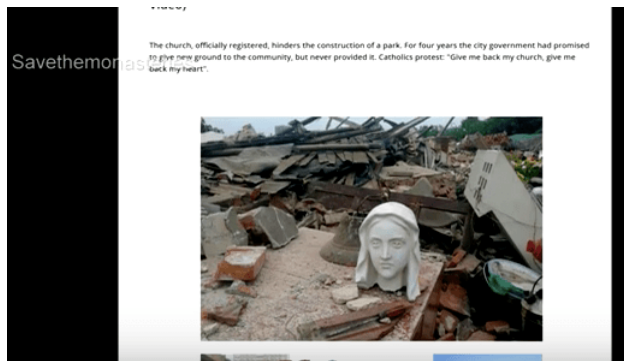 Video)
The church, officially registered, hinders the construction of a park. For four years the city government had promised
to give new ground to the community, but never provided it. Catholics protest: "Give me back my church, give me
back my heart".
Savethemonasteries